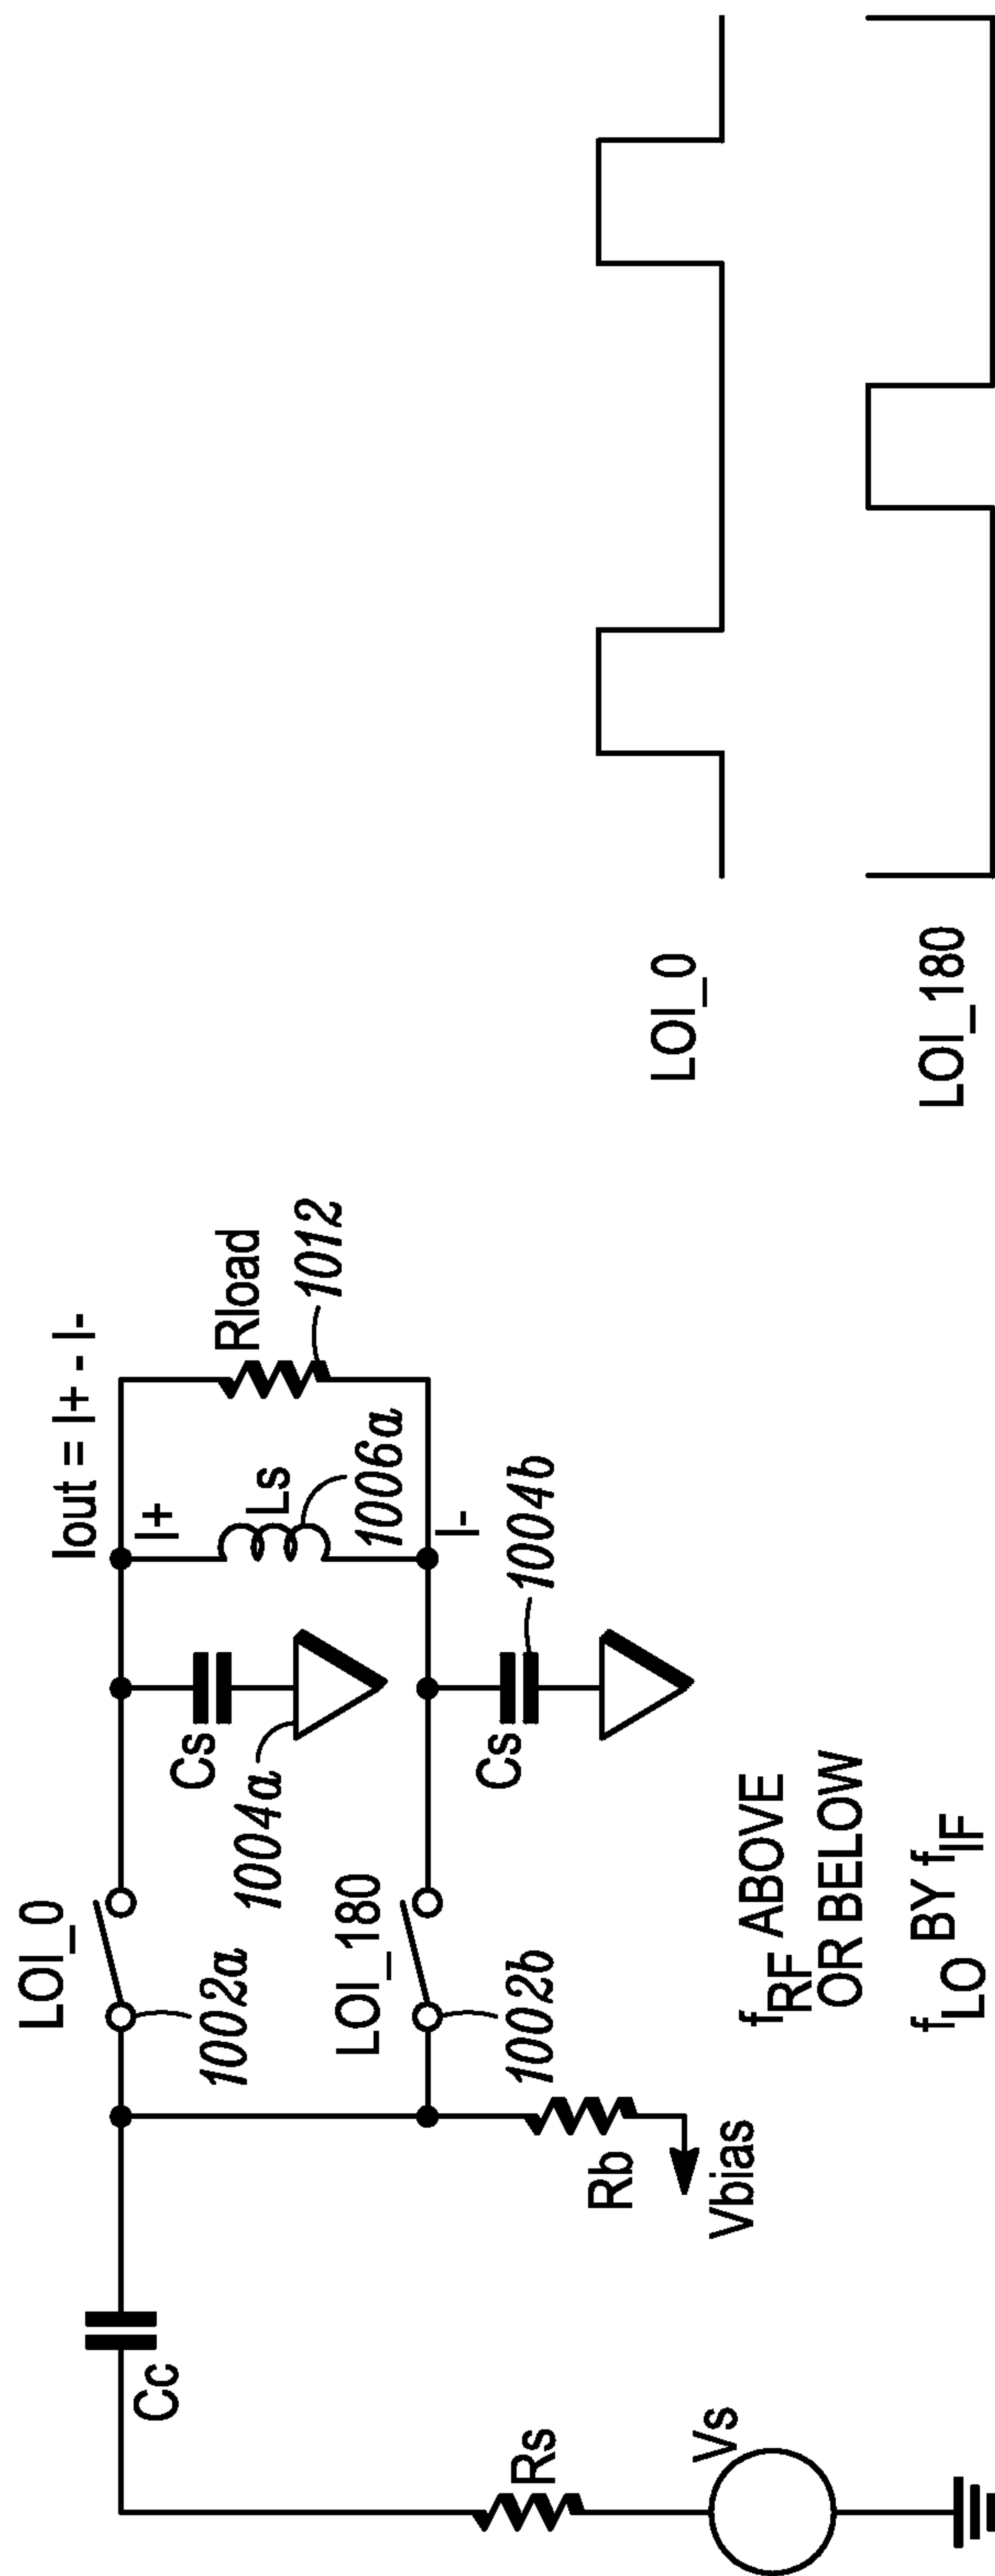 Iout = I+ - I-
LOI_0
I+
Cs
Ls
Rload
Cc
1002a
1004a
1006a
1012
LOI_180
I-
Cs
1004b
1002b
Rs
Rb
Vs
Vbias
fRF ABOVE
OR BELOW
fLO BY fIF
LOI_0
LOI_180